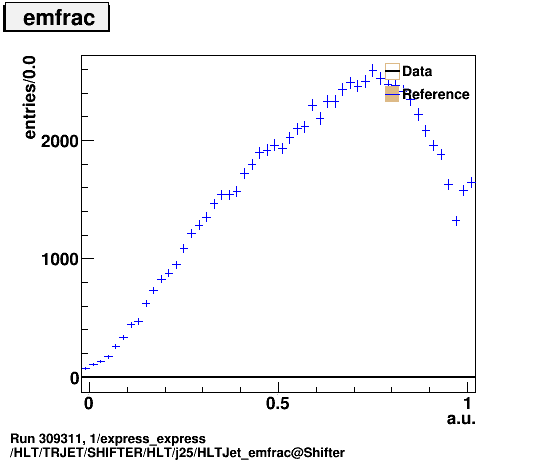 emfrac
entries/0.0
Data
Reference
2000
1000
0
0
0.5
1
a.u.
Run 309311, 1/express_express
/HLT/TRJET/SHIFTER/HLT/j25/HLTJet_emfrac@Shifter